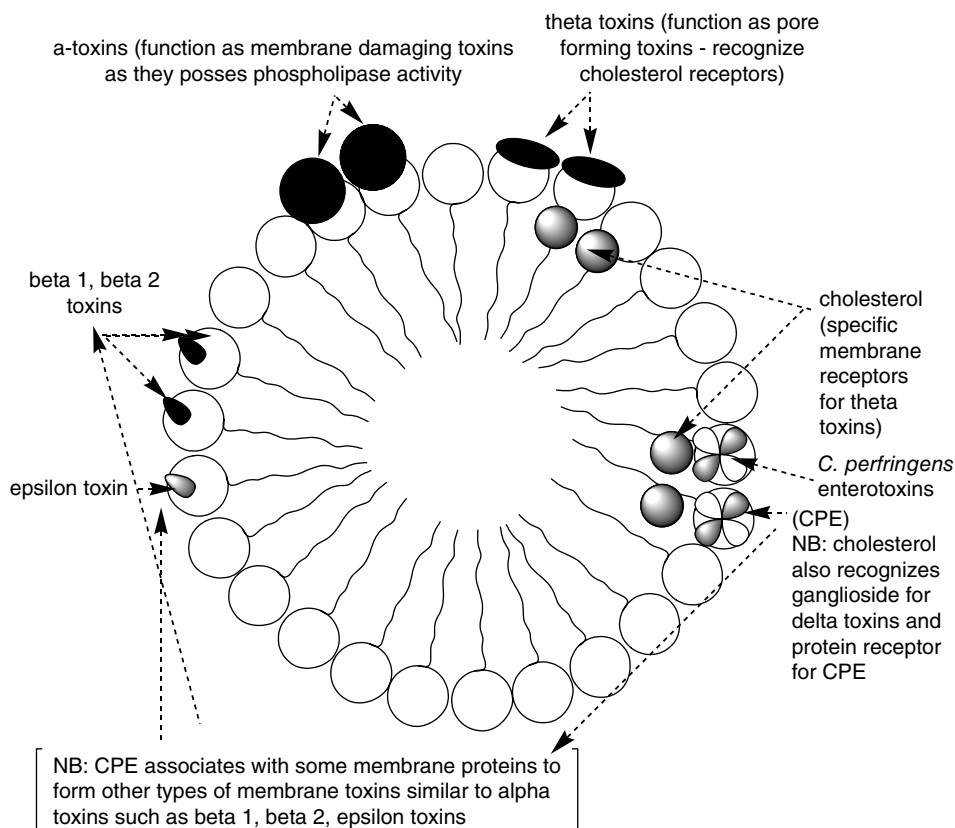 a-toxins (function as membrane damaging toxins
as they posses phospholipase activity
theta toxins (function as pore
forming toxins - recognize
cholesterol receptors)
beta 1, beta 2
toxins
epsilon toxin
cholesterol
(specific
membrane
receptors
for theta
toxins)
C. perfringens
enterotoxins
(CPE)
NB: cholesterol
also recognizes
ganglioside for
delta toxins and
protein receptor
for CPE
NB: CPE associates with some membrane proteins to
form other types of membrane toxins similar to alpha
toxins such as beta 1, beta 2, epsilon toxins